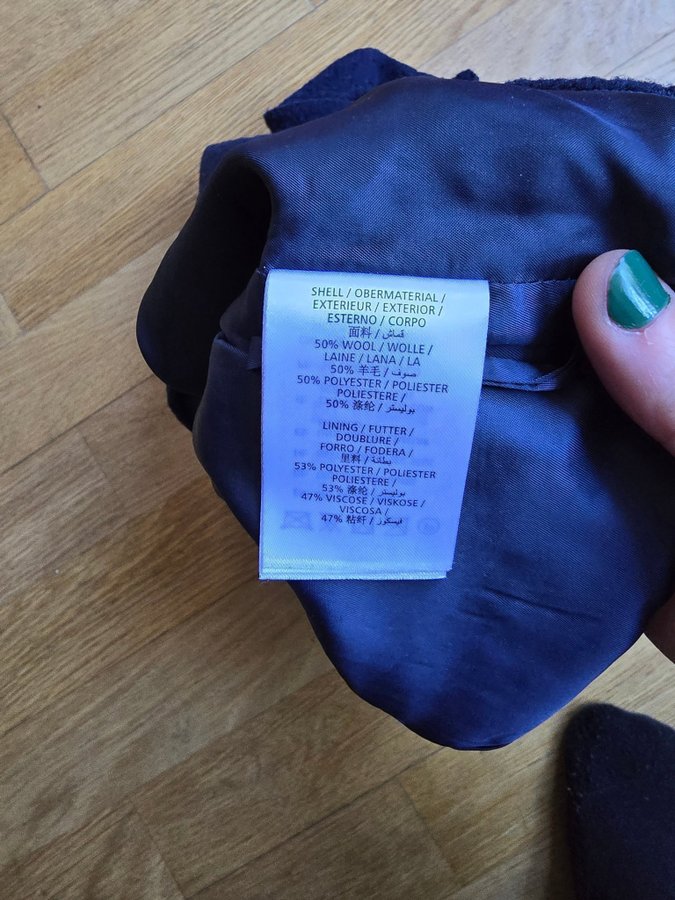 SHELL / OBERMATERIAL /
EXTERIEUR / EXTERIOR /
ESTERNO / CORPO
面料 / قماش
50% WOOL / WOLLE /
LAINE / LANA / LA
50% 羊毛 / صوف
50% POLYESTER / POLIESTER
POLIESTERE /
50% 涤纶 / بوليستر
LINING / FUTTER /
DOUBLURE /
FORRO / FODERA /
里料 / بطانة
53% POLYESTER / POLIESTER
POLIESTERE /
53% 涤纶 / بوليستر
47% VISCOSE / VISKOSE /
VISCOSA /
47% 粘纤 / فيسكوز